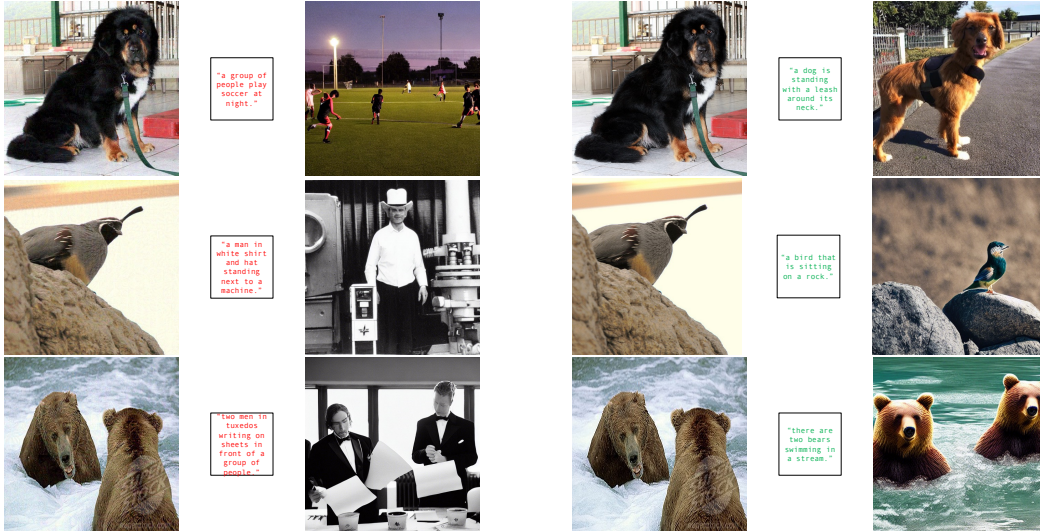 "a group of
people play
soccer at
night."
"a dog is
standing
with a leash
around its
neck."
"a man in
white shirt
and hat
standing
next to a
machine."
"a bird that
is sitting
on a rock."
"two men in
tuxedos
writing on
sheets in
front of a
group of
people."
"there are
two bears
swimming in
a stream."